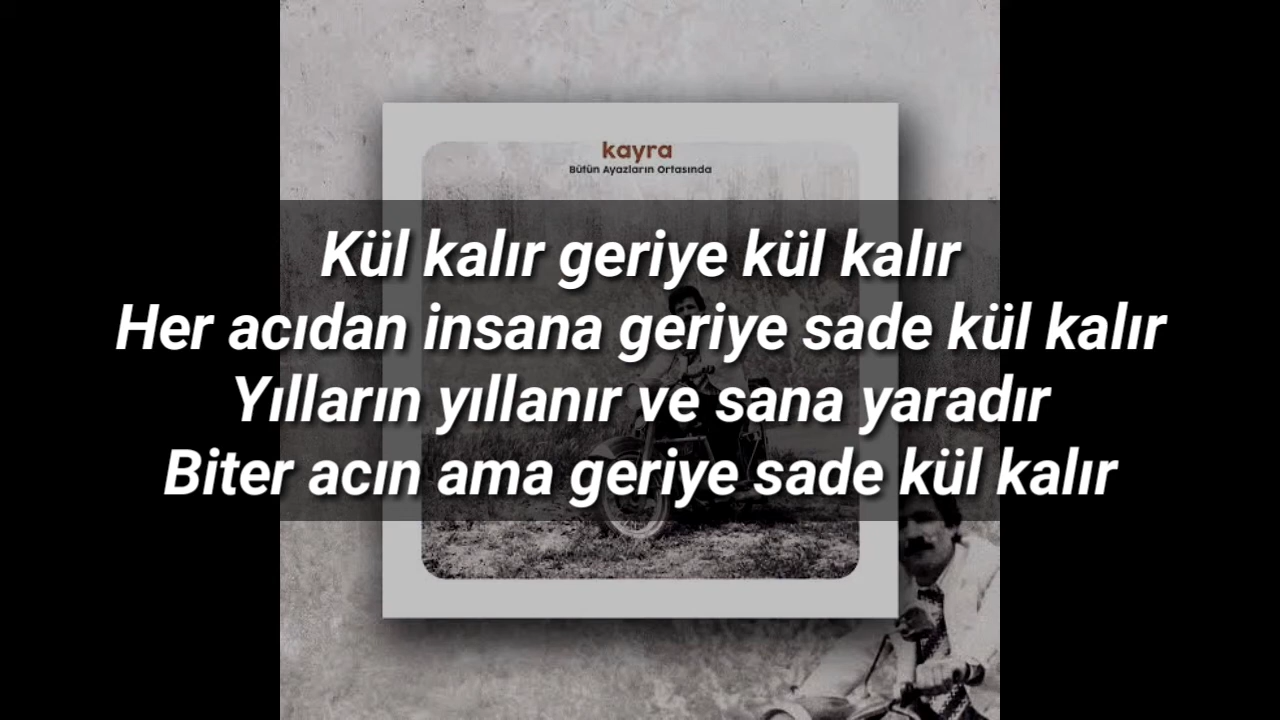 kayra
Bütün Ayazların Ortasında
Kül kalır geriye kül kalır
Her acıdan insana geriye sade kül kalır
Yılların yıllanır ve sana yaradır
Biter acın ama geriye sade kül kalır